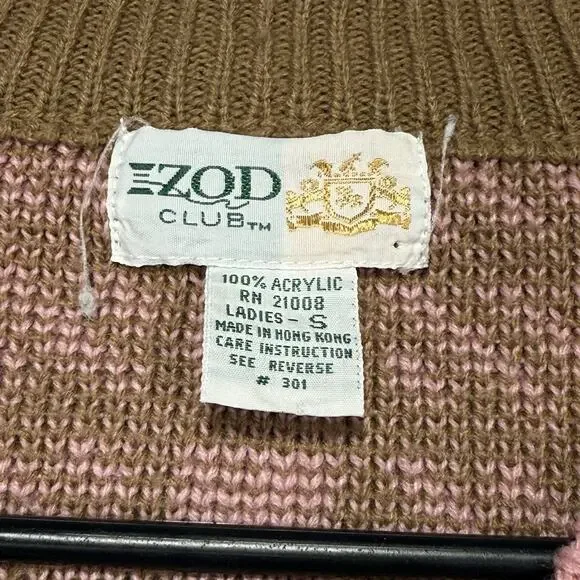 IZOD
CLUB™
100% ACRYLIC
RN 21008
LADIES - S
MADE IN HONG KONG
CARE INSTRUCTION
SEE REVERSE
# 301